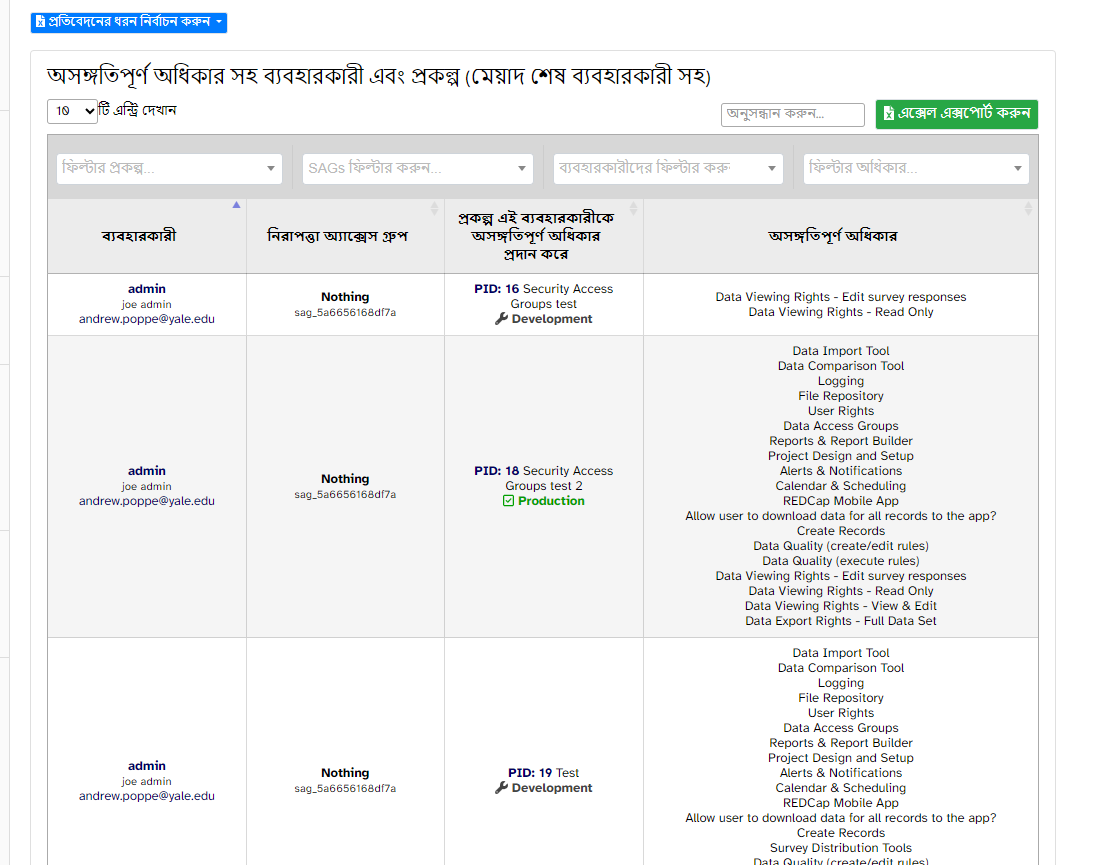 প্রতিবেদনের ধরন নির্বাচন করুন
অসঙ্গতিপূর্ণ অধিকার সহ ব্যবহারকারী এবং প্রকল্প (মেয়াদ শেষ ব্যবহারকারী সহ)
10 টি এন্ট্রি দেখান
অনুসন্ধান করুন...
এক্সেল এক্সপোর্ট করুন
ফিল্টার প্রকল্প...
SAGs ফিল্টার করুন...
ব্যবহারকারীদের ফিল্টার করু
ফিল্টার অধিকার...
ব্যবহারকারী
নিরাপত্তা অ্যাক্সেস গ্রুপ
প্রকল্প এই ব্যবহারকারীকে
অসঙ্গতিপূর্ণ অধিকার
প্রদান করে
অসঙ্গতিপূর্ণ অধিকার
admin
joe admin
andrew.poppe@yale.edu
Nothing
sag_5a6656168df7a
PID: 16 Security Access
Groups test
Development
Data Viewing Rights - Edit survey responses
Data Viewing Rights - Read Only
admin
joe admin
andrew.poppe@yale.edu
Nothing
sag_5a6656168df7a
PID: 18 Security Access
Groups test 2
Production
Data Import Tool
Data Comparison Tool
Logging
File Repository
User Rights
Data Access Groups
Reports & Report Builder
Project Design and Setup
Alerts & Notifications
Calendar & Scheduling
REDCap Mobile App
Allow user to download data for all records to the app?
Create Records
Data Quality (create/edit rules)
Data Quality (execute rules)
Data Viewing Rights - Edit survey responses
Data Viewing Rights - Read Only
Data Viewing Rights - View & Edit
Data Export Rights - Full Data Set
admin
joe admin
andrew.poppe@yale.edu
Nothing
sag_5a6656168df7a
PID: 19 Test
Development
Data Import Tool
Data Comparison Tool
Logging
File Repository
User Rights
Data Access Groups
Reports & Report Builder
Project Design and Setup
Alerts & Notifications
Calendar & Scheduling
REDCap Mobile App
Allow user to download data for all records to the app?
Create Records
Survey Distribution Tools
Data Quality (create/edit rules)